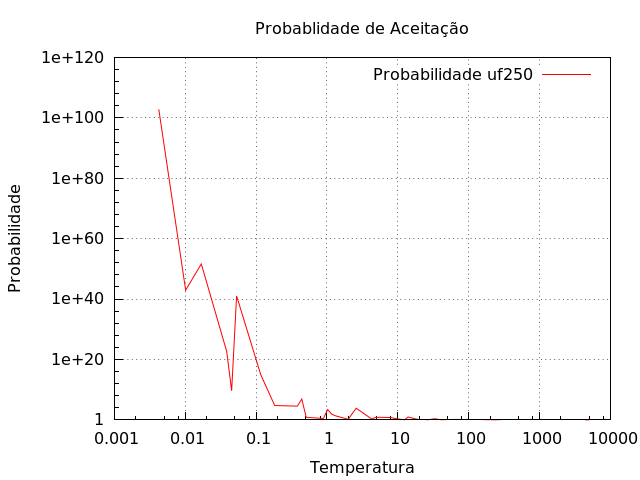 Probablidade de Aceitação
1e+120
Probabilidade uf250
1e+100
1e+80
1e+60
1e+40
1e+20
1
Probabilidade
0.001 0.01 0.1 1 10 100 1000 10000
Temperatura